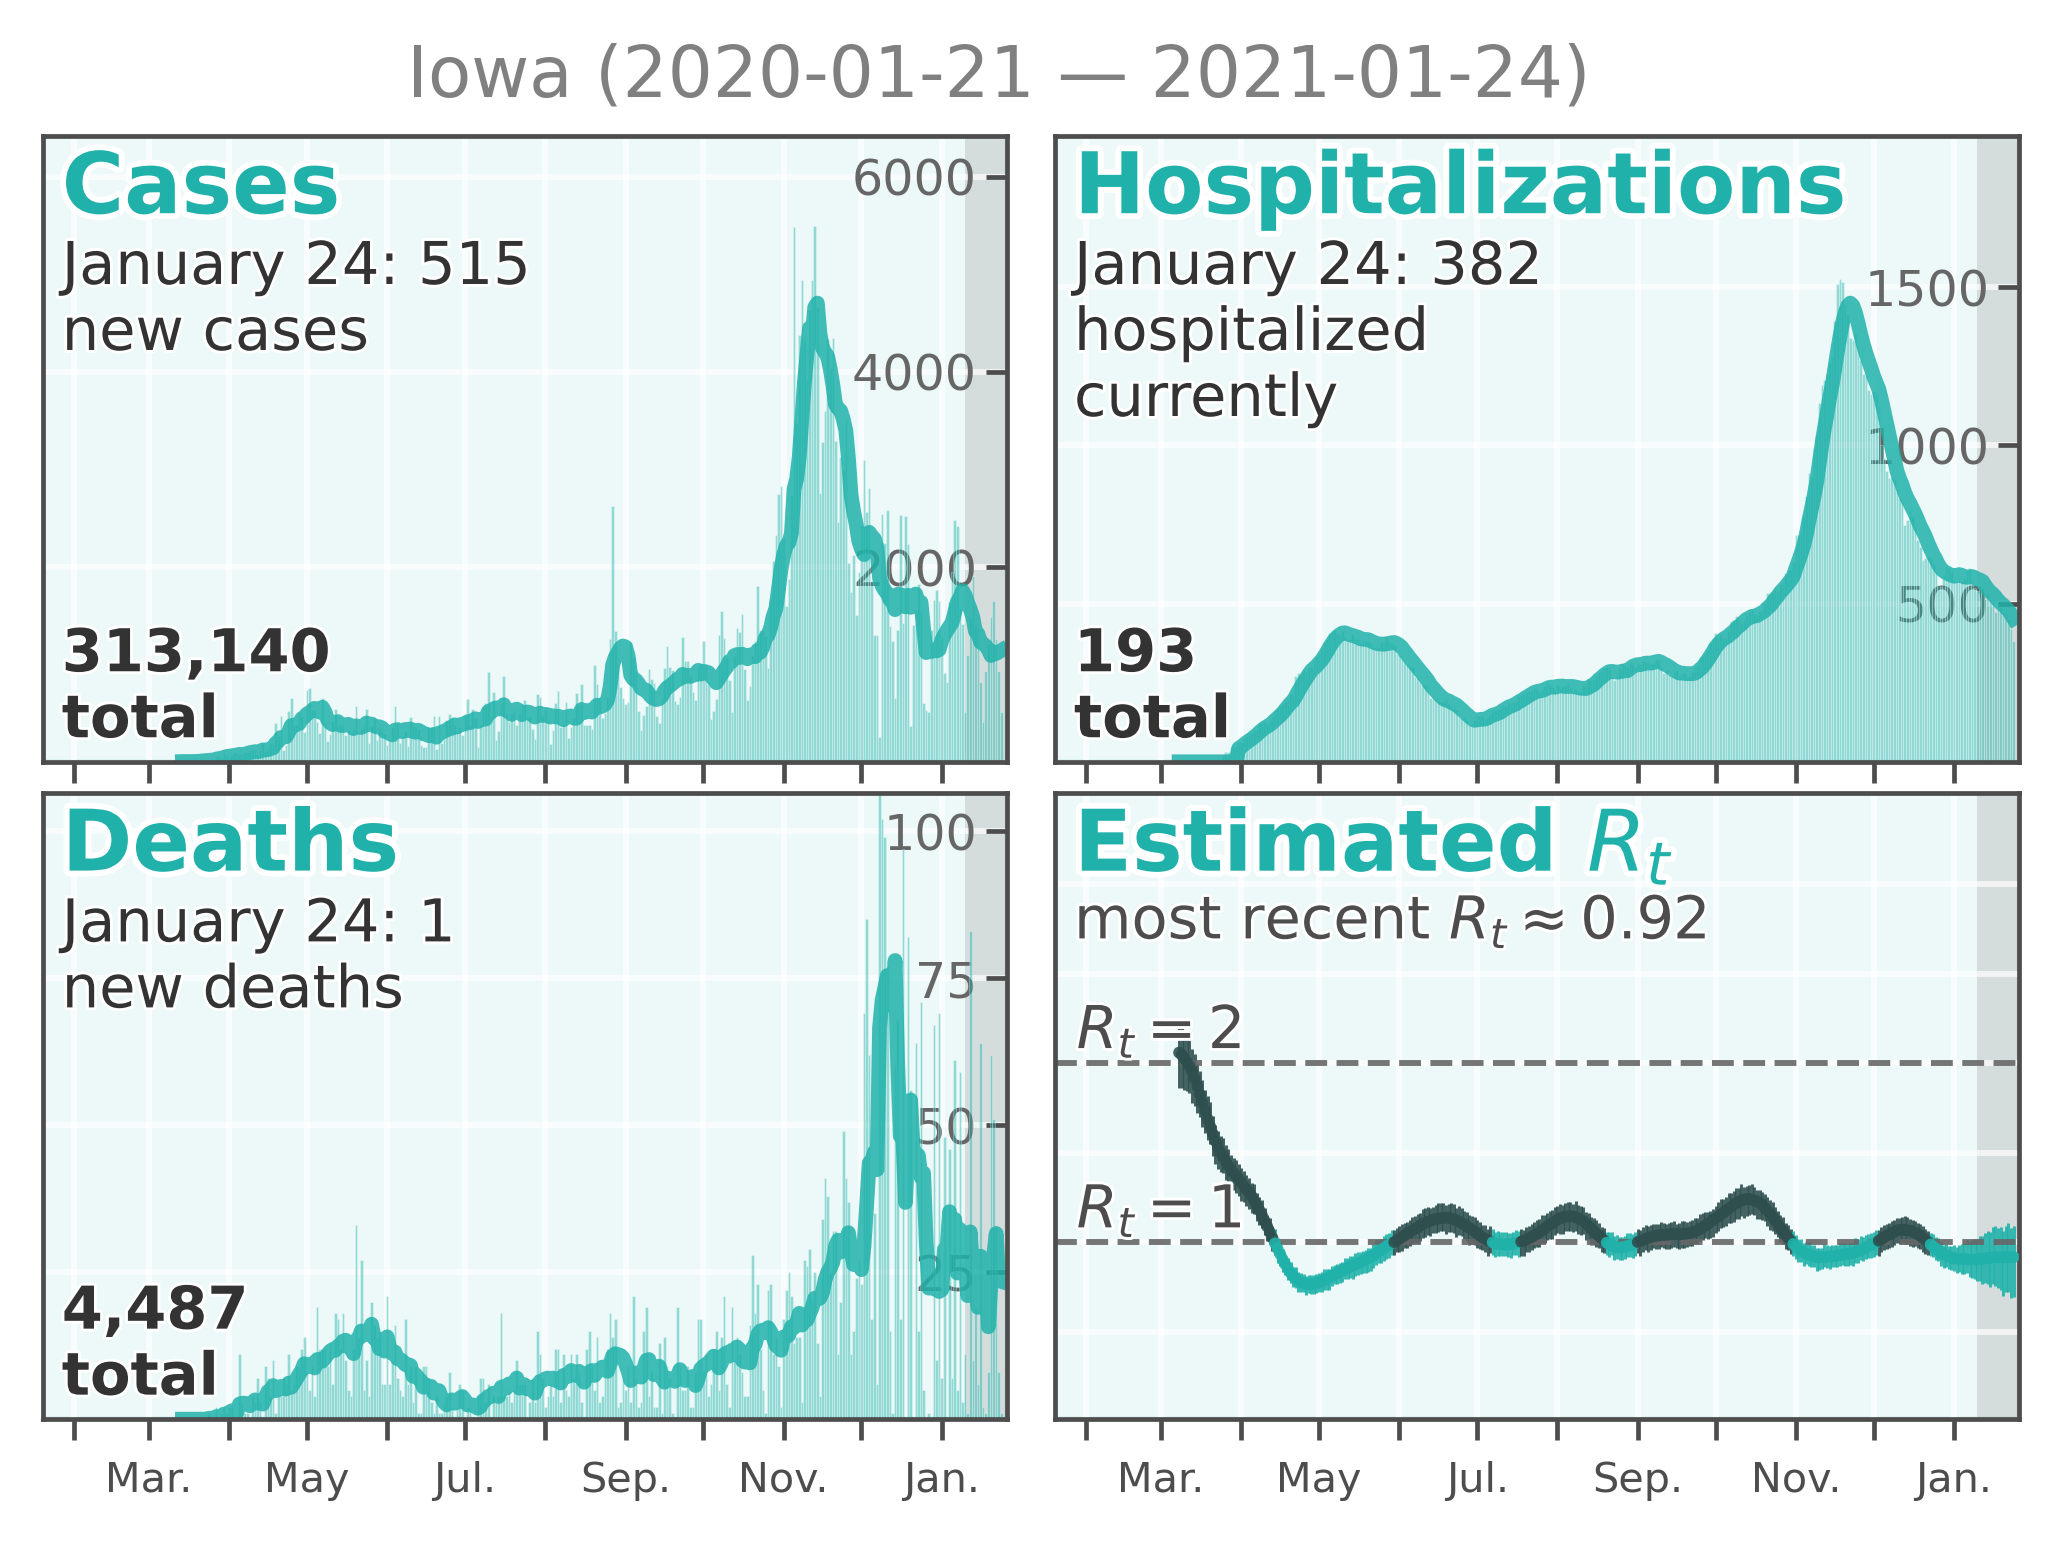 Iowa (2020-01-21 — 2021-01-24)
Cases
January 24: 515
new cases
6000
4000
2000
313,140
total
Hospitalizations
January 24: 382
hospitalized
currently
1500
1000
500
193
total
Deaths
January 24: 1
new deaths
100
75
50
25
4,487
total
Mar.
May
Jul.
Sep.
Nov.
Jan.
Estimated Rₜ
most recent Rₜ ≈ 0.92
Rₜ = 2
Rₜ = 1
Mar.
May
Jul.
Sep.
Nov.
Jan.